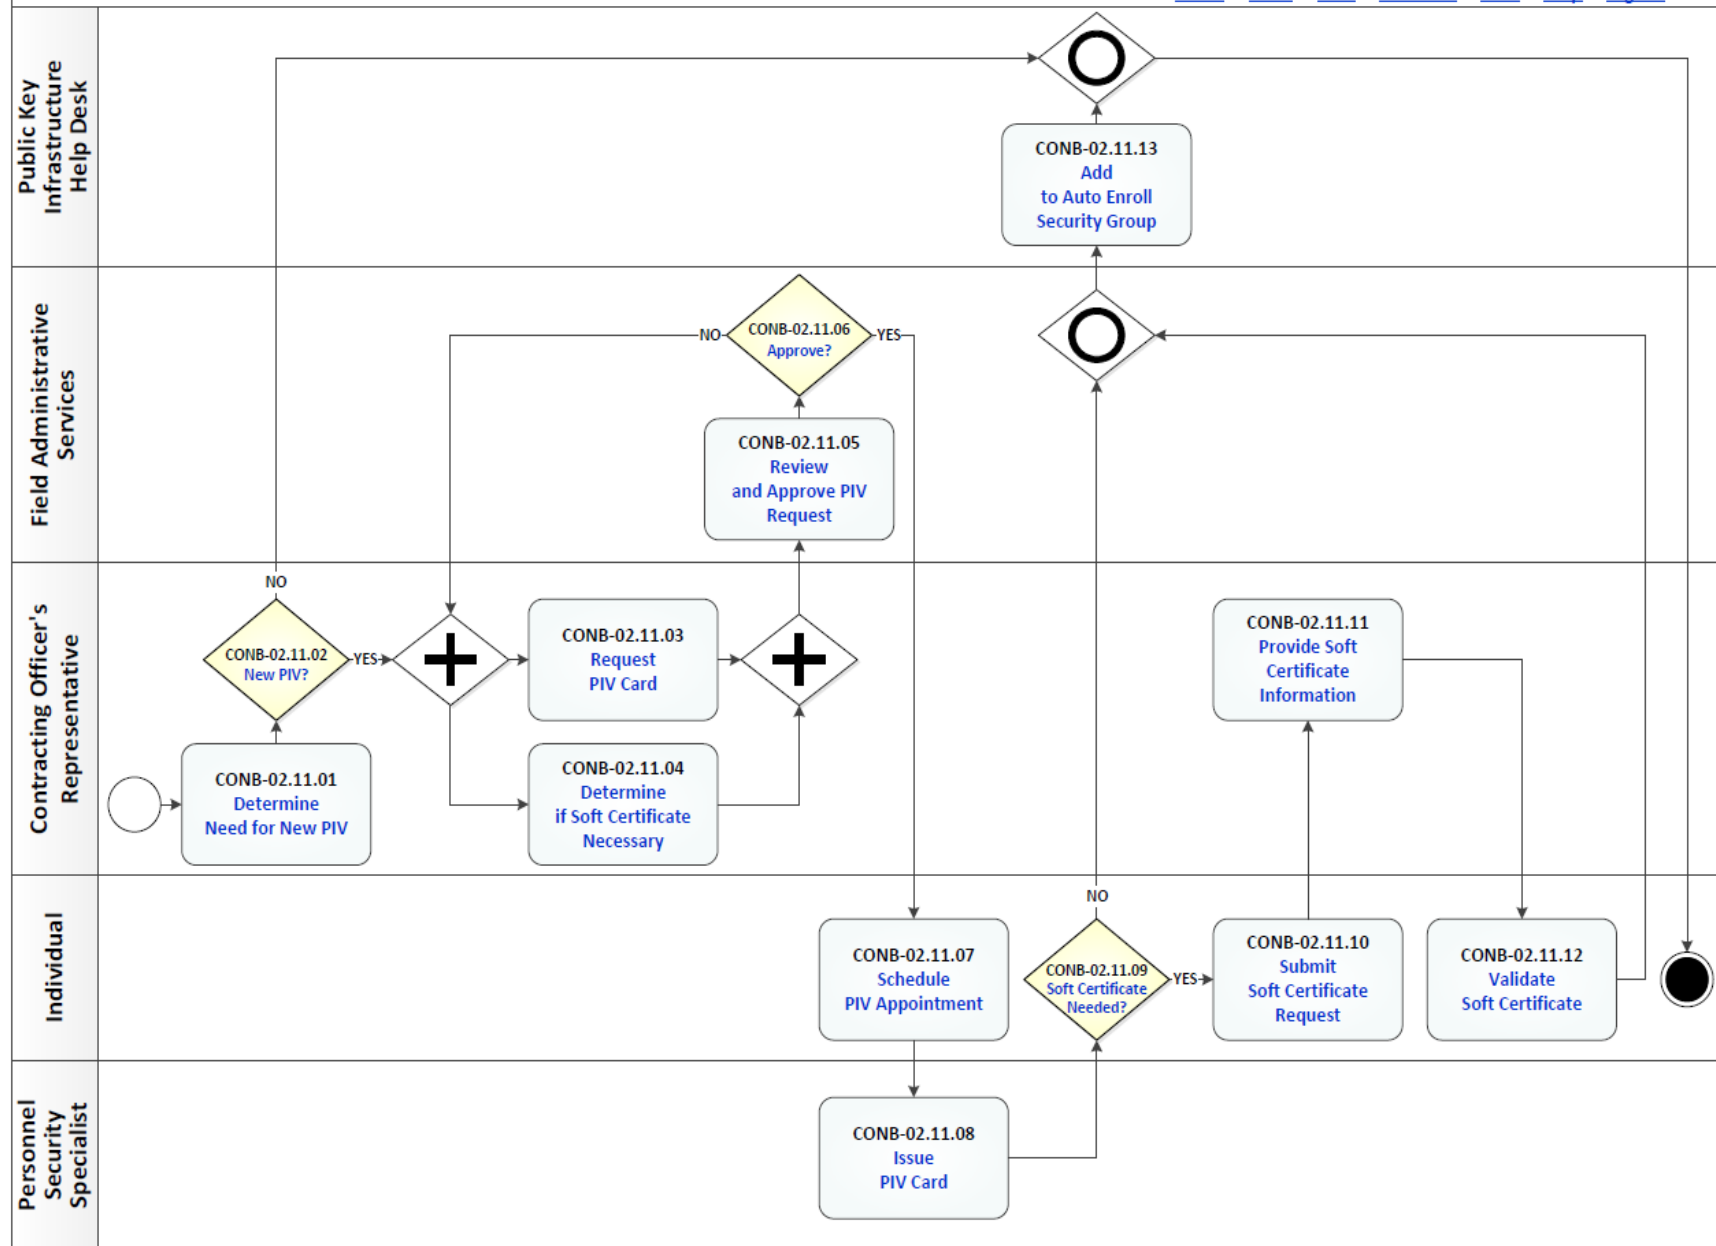 Public Key
Infrastructure
Help Desk
CONB-02.11.13
Add
to Auto Enroll
Security Group
Field Administrative
Services
CONB-02.11.06
Approve?
NO
YES
CONB-02.11.05
Review
and Approve PIV
Request
Contracting Officer's
Representative
NO
CONB-02.11.02
New PIV?
YES
CONB-02.11.03
Request
PIV Card
CONB-02.11.11
Provide Soft
Certificate
Information
CONB-02.11.01
Determine
Need for New PIV
CONB-02.11.04
Determine
if Soft Certificate
Necessary
Individual
CONB-02.11.07
Schedule
PIV Appointment
NO
CONB-02.11.09
Soft Certificate
Needed?
YES
CONB-02.11.10
Submit
Soft Certificate
Request
CONB-02.11.12
Validate
Soft Certificate
Personnel
Security
Specialist
CONB-02.11.08
Issue
PIV Card